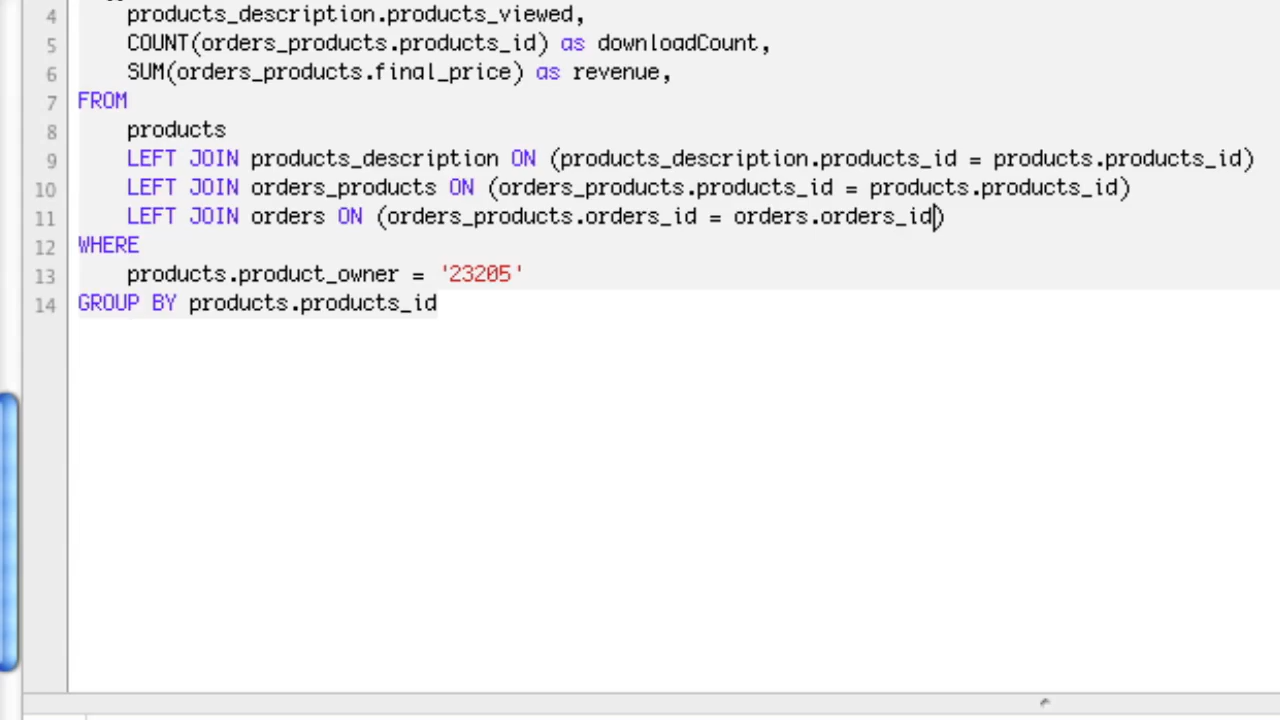 4 products_description.products_viewed,
5 COUNT(orders_products.products_id) as downloadCount,
6 SUM(orders_products.final_price) as revenue,
7 FROM
8 products
9 LEFT JOIN products_description ON (products_description.products_id = products.products_id)
10 LEFT JOIN orders_products ON (orders_products.products_id = products.products_id)
11 LEFT JOIN orders ON (orders_products.orders_id = orders.orders_id)
12 WHERE
13 products.product_owner = '23205'
14 GROUP BY products.products_id